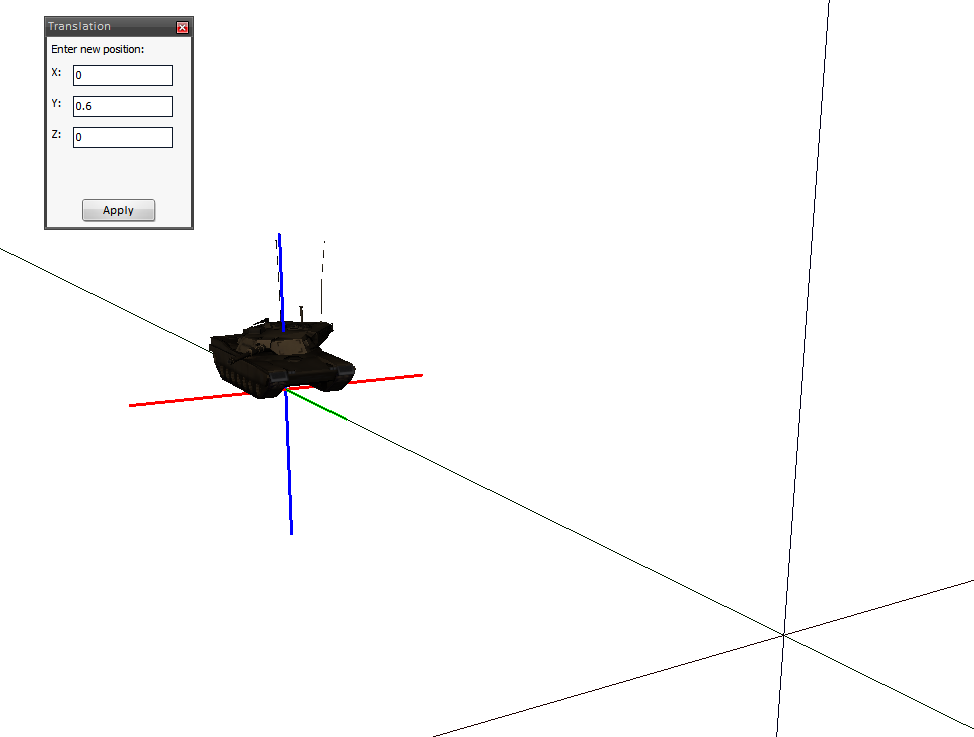 Translation
Enter new position:
X: 0
Y: 0.6
Z: 0
Apply